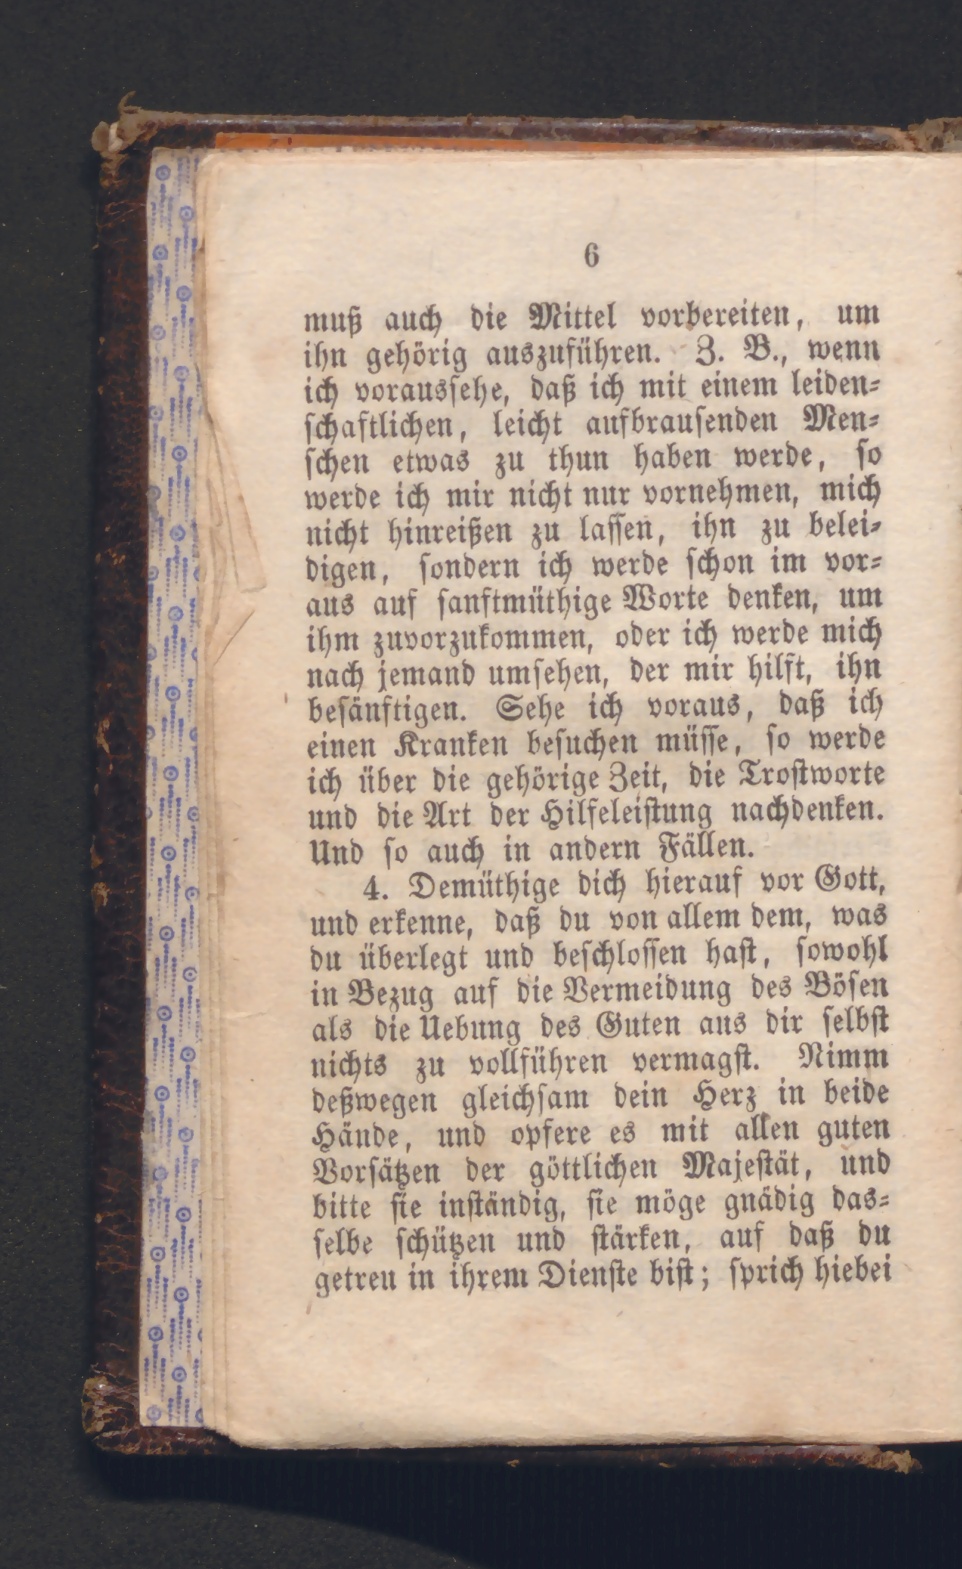 6
muß auch die Mittel vorbereiten, um
ihn gehörig auszuführen. Z. B., wenn
ich voraussehe, daß ich mit einem leiden-
schaftlichen, leicht aufbrausenden Men-
schen etwas zu thun haben werde, so
werde ich mir nicht nur vornehmen, mich
nicht hinreißen zu lassen, ihn zu belei-
digen, sondern ich werde schon im vor-
aus auf sanftmüthige Worte denken, um
ihm zuvorzukommen, oder ich werde mich
nach jemand umsehen, der mir hilft, ihn
besänftigen. Sehe ich voraus, daß ich
einen Kranken besuchen müsse, so werde
ich über die gehörige Zeit, die Trostworte
und die Art der Hilfeleistung nachdenken.
Und so auch in andern Fällen.
4. Demüthige dich hierauf vor Gott,
und erkenne, daß du von allem dem, was
du überlegt und beschlossen hast, sowohl
in Bezug auf die Vermeidung des Bösen
als die Uebung des Guten aus dir selbst
nichts zu vollführen vermagst. Nimm
deßwegen gleichsam dein Herz in beide
Hände, und opfere es mit allen guten
Vorsätzen der göttlichen Majestät, und
bitte sie inständig, sie möge gnädig das-
selbe schützen und stärken, auf daß du
getreu in ihrem Dienste bist; sprich hiebei